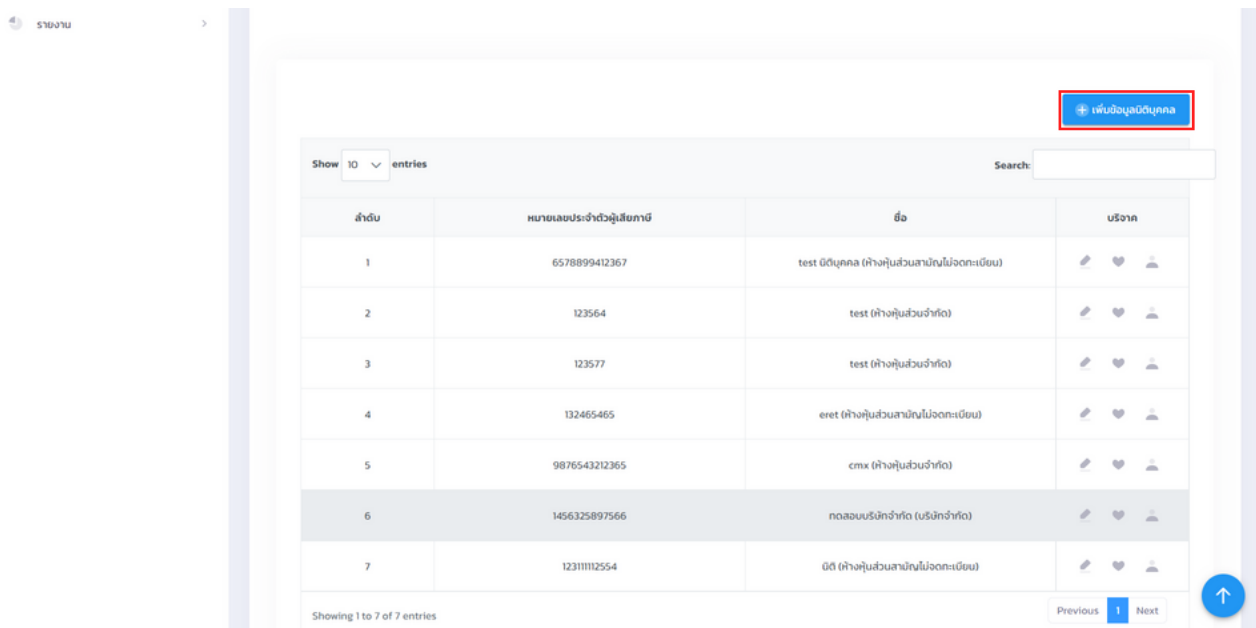 รายงาน
เพิ่มข้อมูลนิติบุคคล
Show 10 entries Search:
ลำดับ หมายเลขประจำตัวผู้เสียภาษี ชื่อ บริจาค
1 6578899412367 test นิติบุคคล (ห้างหุ้นส่วนสามัญไม่จดทะเบียน)
2 123564 test (ห้างหุ้นส่วนจำกัด)
3 123577 test (ห้างหุ้นส่วนจำกัด)
4 132465465 eret (ห้างหุ้นส่วนสามัญไม่จดทะเบียน)
5 9876543212365 cmx (ห้างหุ้นส่วนจำกัด)
6 1456325897566 ทดสอบบริษัทจำกัด (บริษัทจำกัด)
7 1231111112554 นิติ (ห้างหุ้นส่วนสามัญไม่จดทะเบียน)
Showing 1 to 7 of 7 entries Previous 1 Next